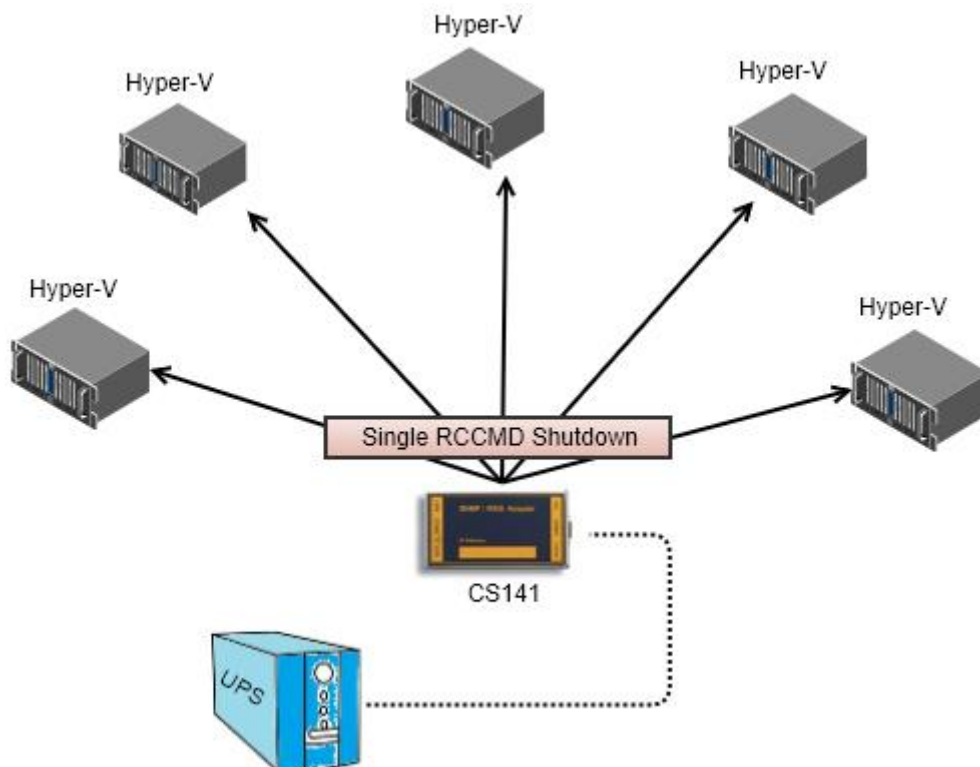 Hyper-V
Hyper-V
Hyper-V
Hyper-V
Hyper-V
Single RCCMD Shutdown
CS141
UPS